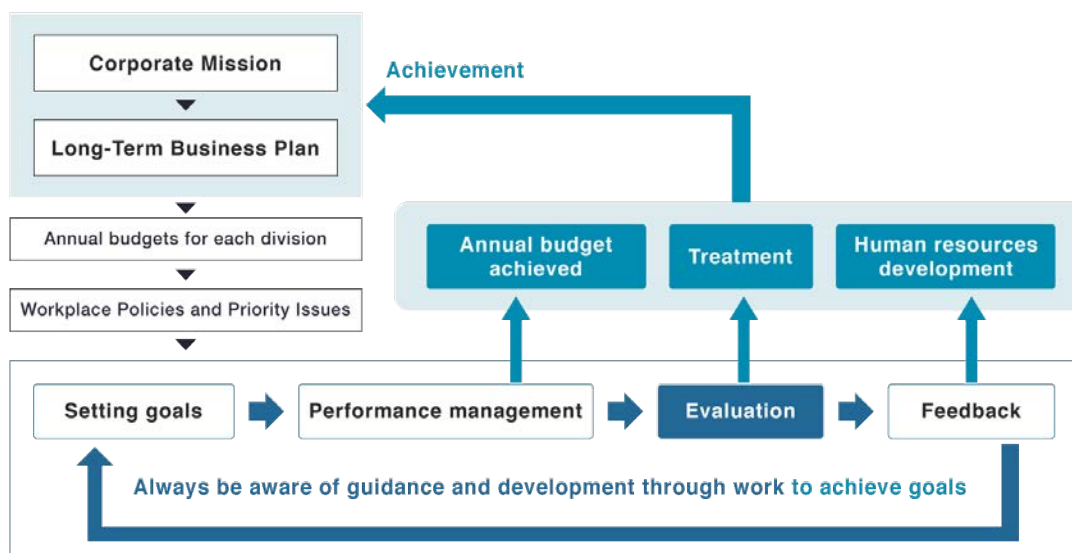 Corporate Mission
Long-Term Business Plan
Achievement
Annual budgets for each division
Workplace Policies and Priority Issues
Annual budget
achieved
Treatment
Human resources
development
Setting goals
Performance management
Evaluation
Feedback
Always be aware of guidance and development through work to achieve goals